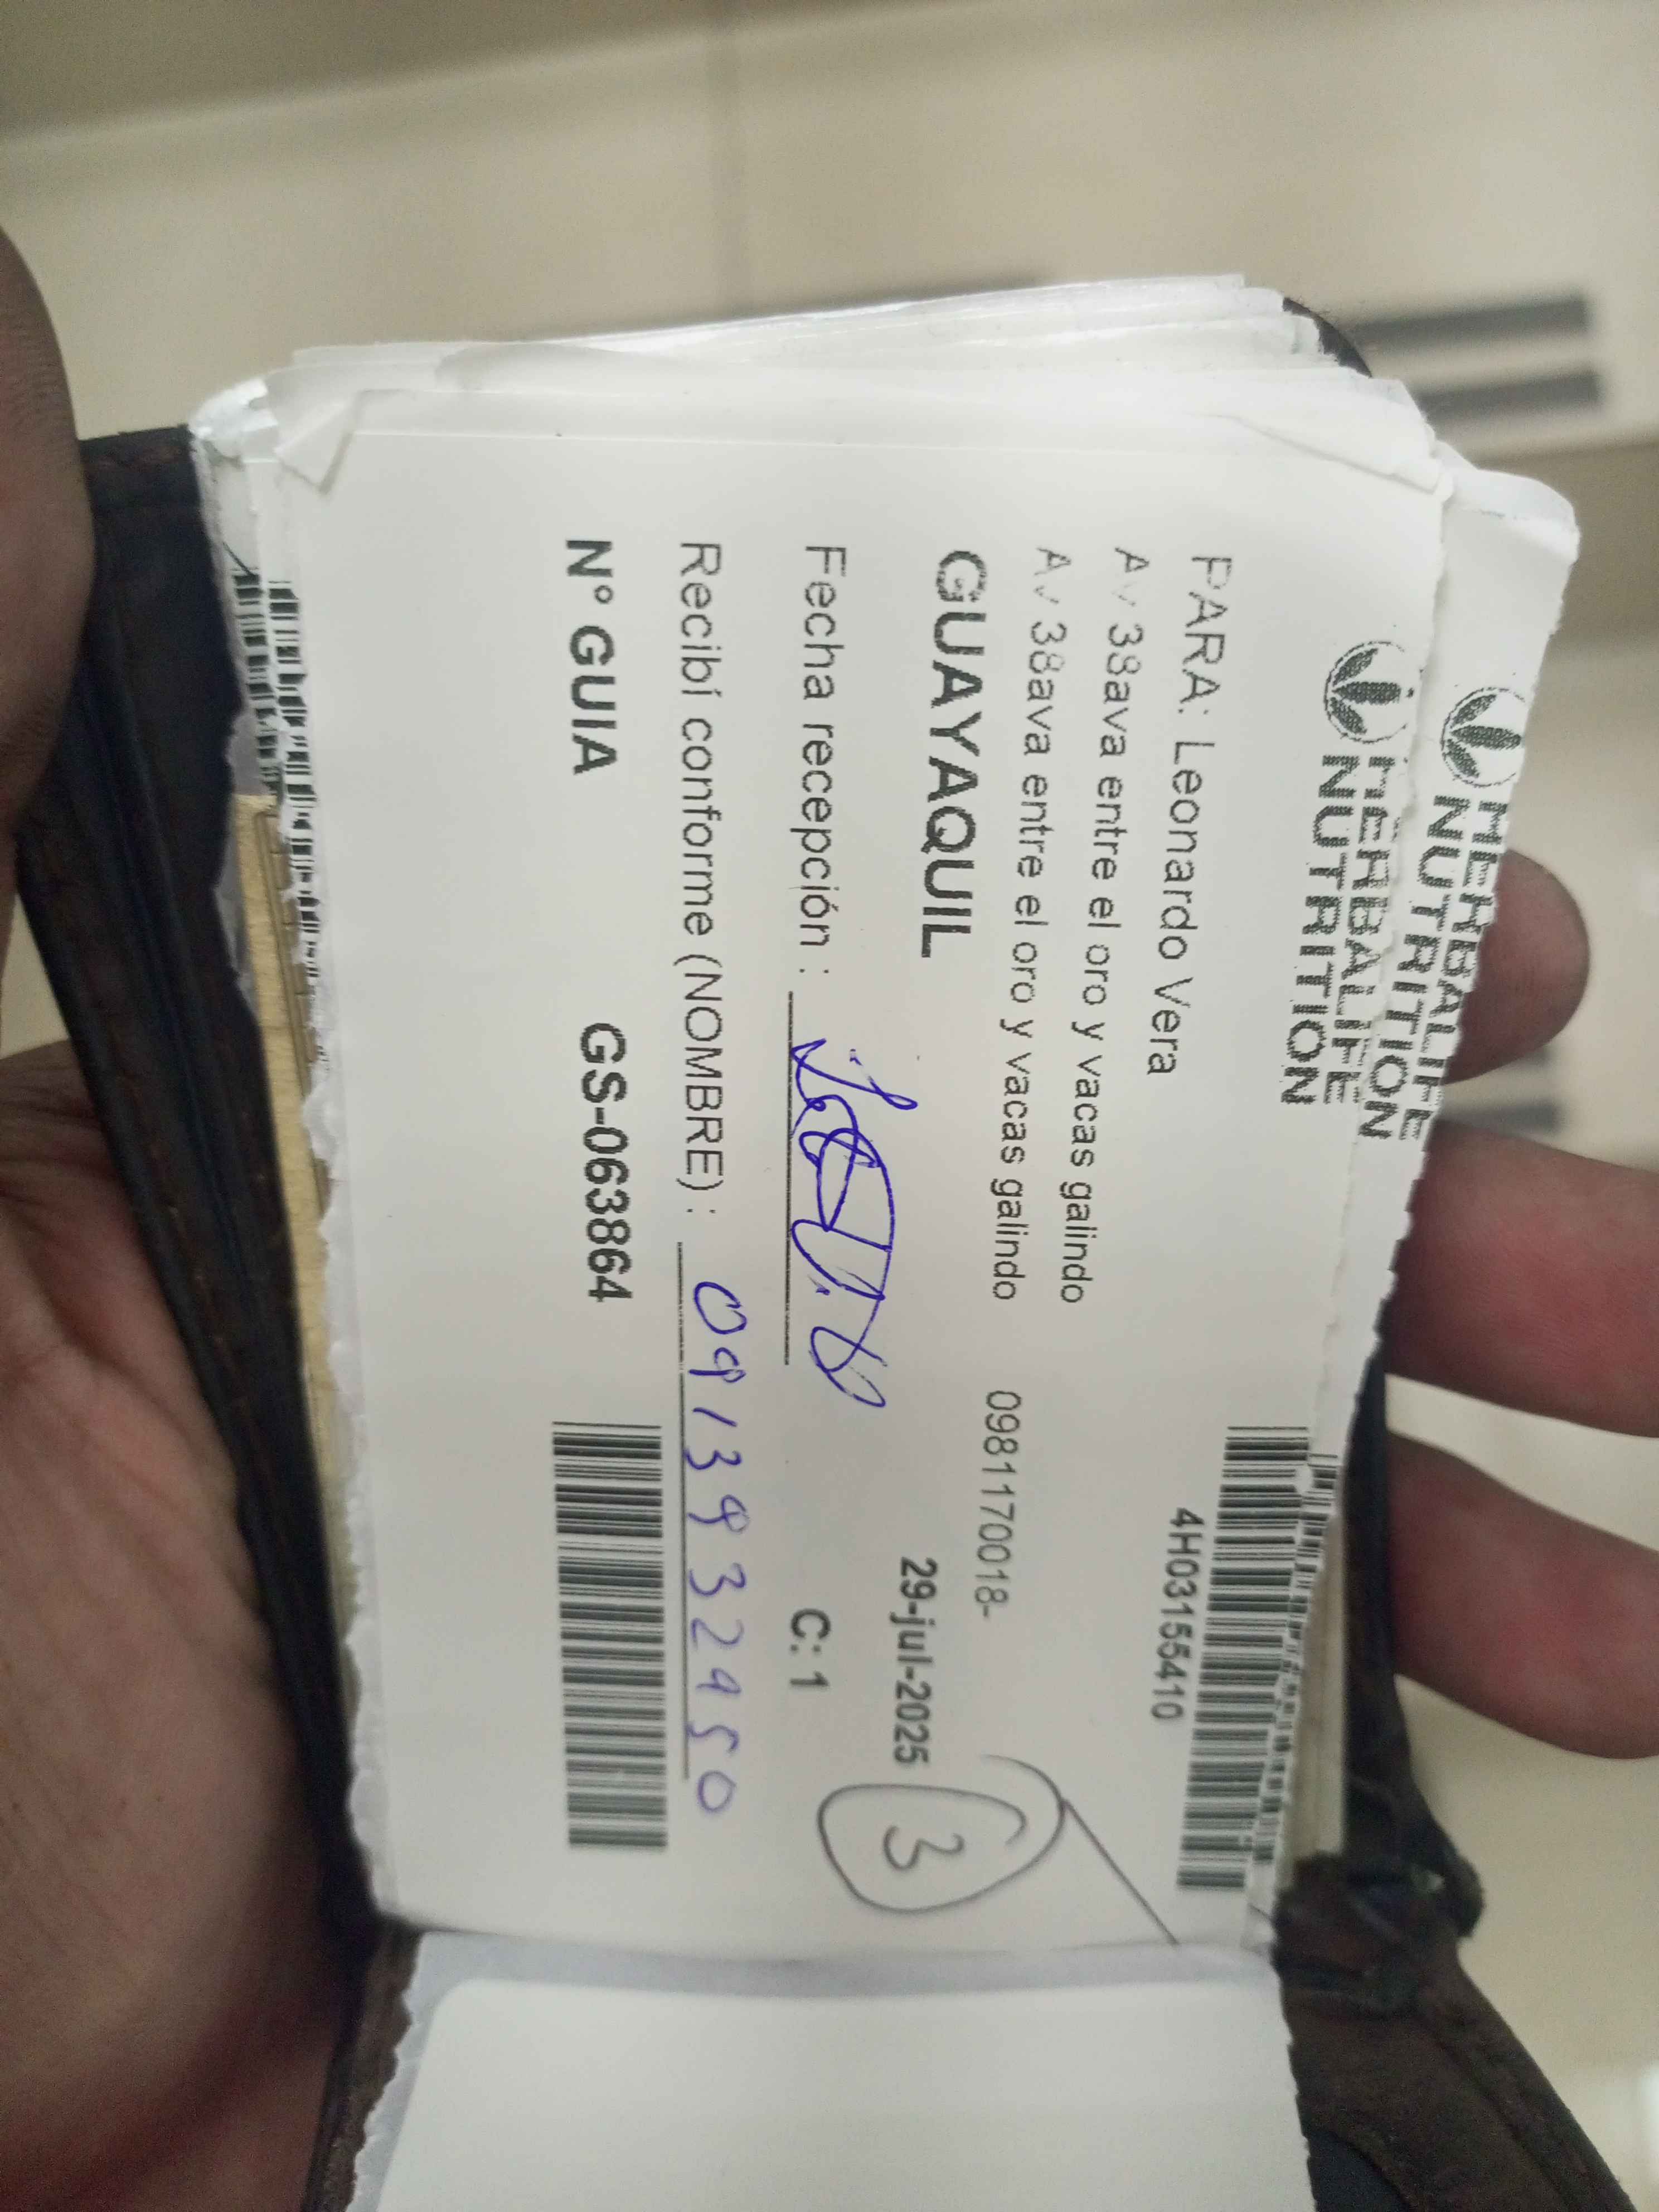 HERBALIFE
NUTRITION
HERBALIFE
NUTRITION
4H03155410
PARA: Leonardo Vera
Av 38ava entre el oro y vacas galindo
Av 38ava entre el oro y vacas galindo 0981170018-
GUAYAQUIL 29-jul-2025
3
Fecha recepción : C: 1
Recibí conforme (NOMBRE) : 0913932450
N° GUIA GS-063864